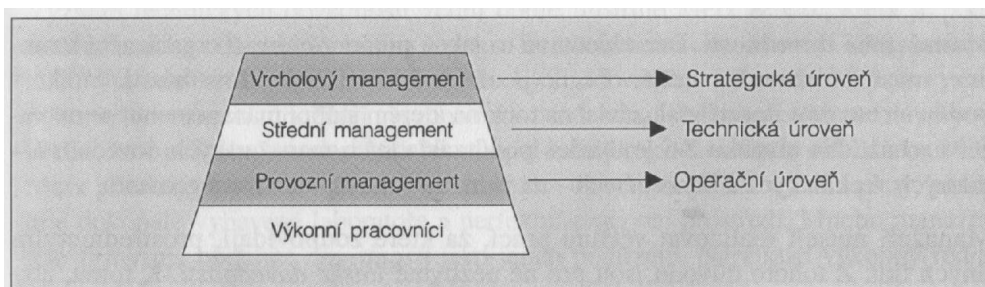 Vrcholový management Strategická úroveň
Střední management Technická úroveň
Provozní management Operační úroveň
Výkonní pracovníci